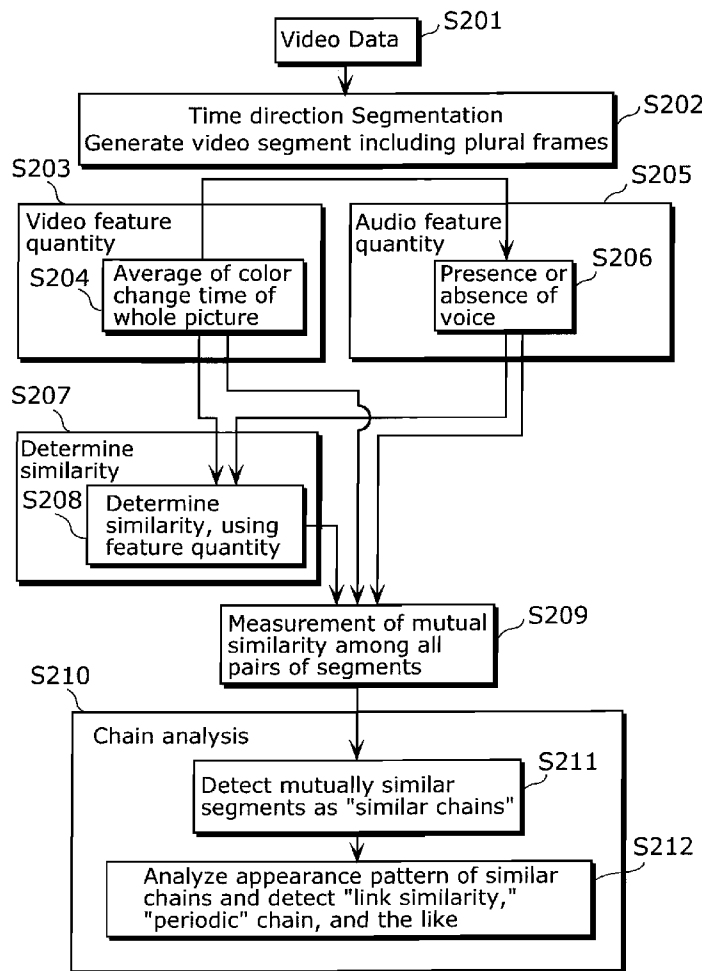 Video Data
S201
Time direction Segmentation
Generate video segment including plural frames
S202
S203
Video feature
quantity
S204
Average of color
change time of
whole picture
S205
Audio feature
quantity
S206
Presence or
absence of
voice
S207
Determine
similarity
S208
Determine
similarity, using
feature quantity
Measurement of mutual
similarity among all
pairs of segments
S209
S210
Chain analysis
Detect mutually similar
segments as "similar chains"
S211
Analyze appearance pattern of similar
chains and detect "link similarity,"
"periodic" chain, and the like
S212